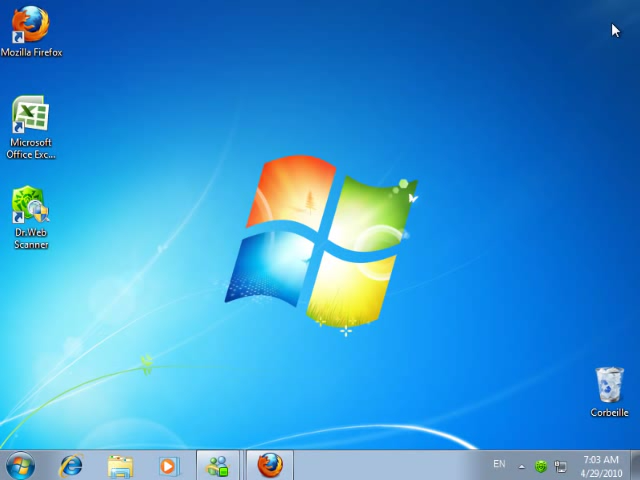 Mozilla Firefox
Microsoft
Office Exc...
Dr.Web
Scanner
Corbeille
EN
7:03 AM
4/29/2010